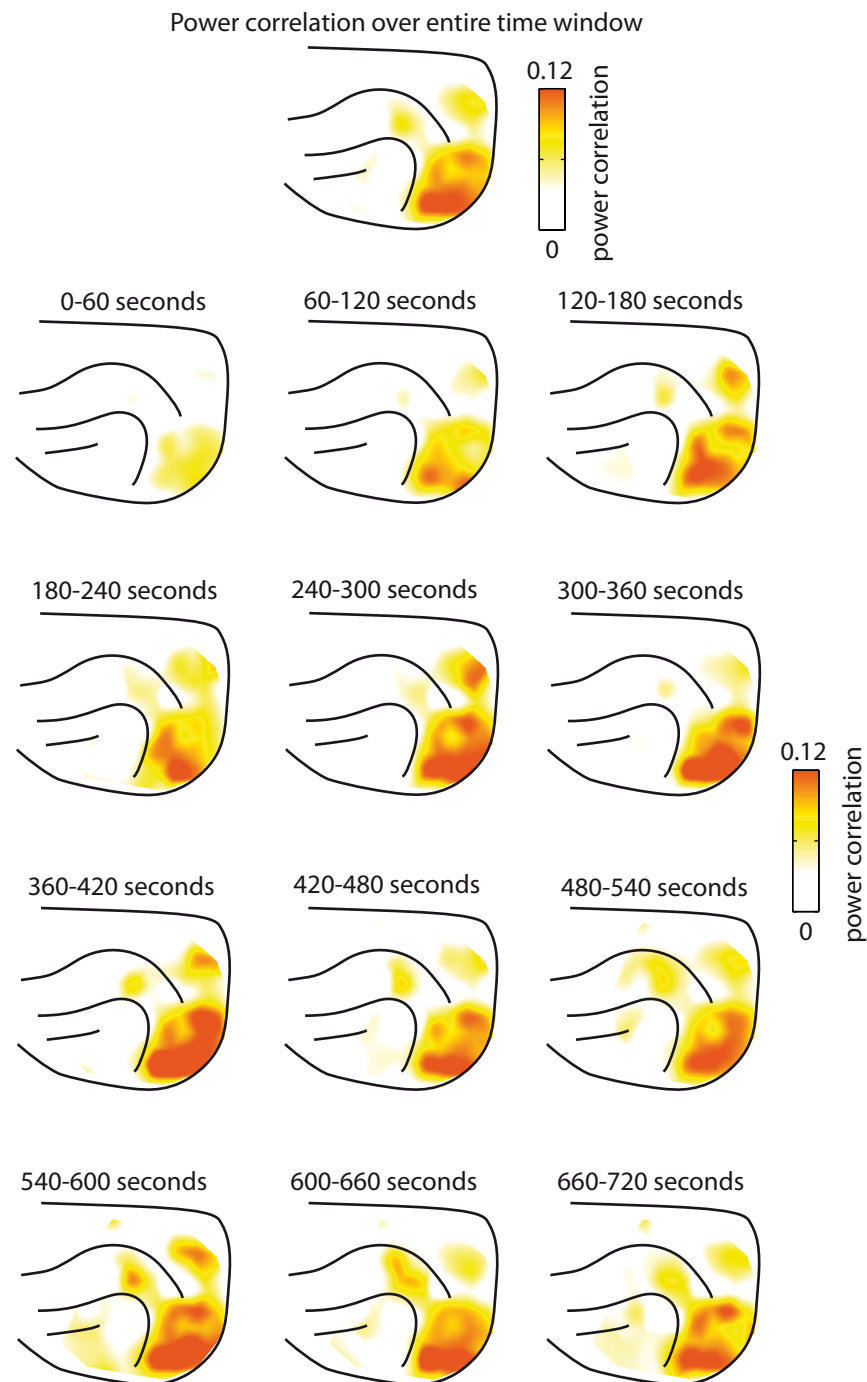 Power correlation over entire time window
0.12
power correlation
0
0-60 seconds
60-120 seconds
120-180 seconds
180-240 seconds
240-300 seconds
300-360 seconds
0.12
power correlation
0
360-420 seconds
420-480 seconds
480-540 seconds
540-600 seconds
600-660 seconds
660-720 seconds